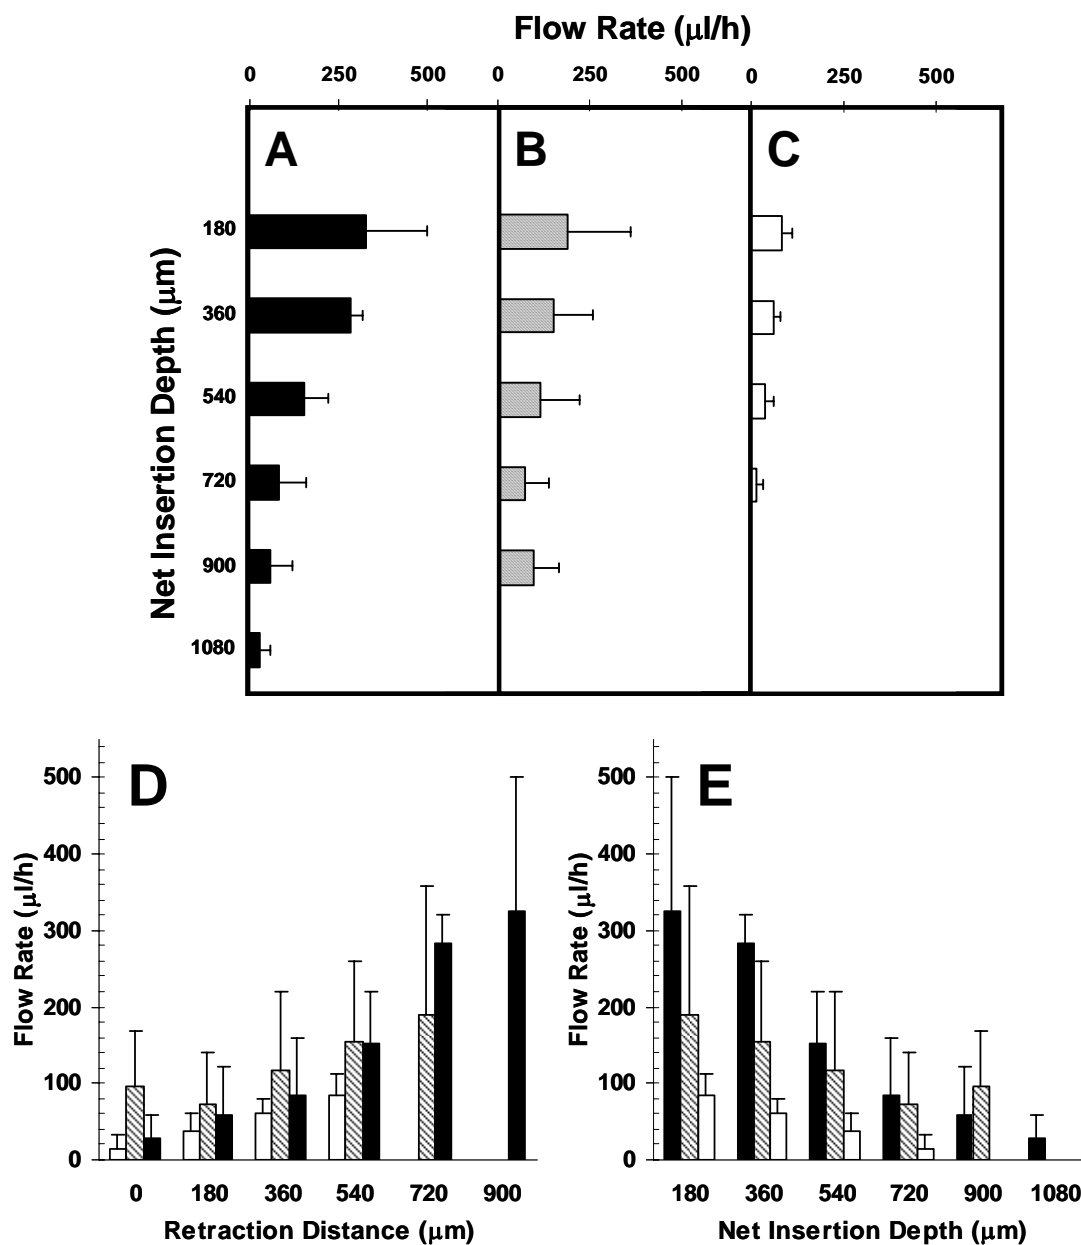 Flow Rate (μl/h)
0 250 500 0 250 500 0 250 500
A B C
Net Insertion Depth (μm)
180
360
540
720
900
1080
D E
Flow Rate (μl/h)
500
400
300
200
100
0
0 180 360 540 720 900
Retraction Distance (μm)
Flow Rate (μl/h)
500
400
300
200
100
0
180 360 540 720 900 1080
Net Insertion Depth (μm)